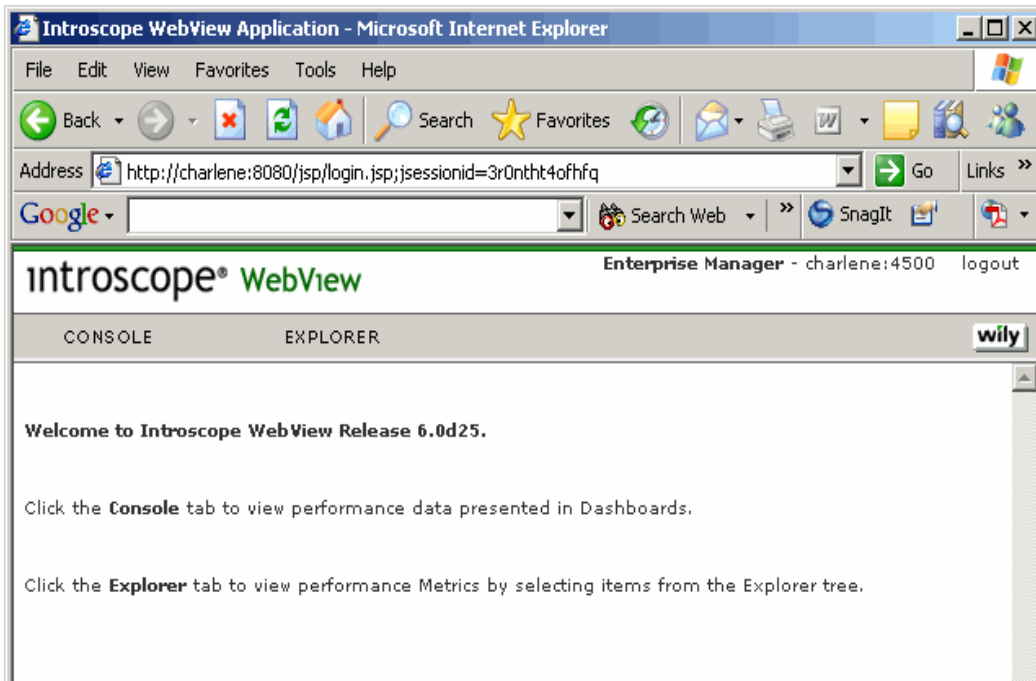 Introscope WebView Application - Microsoft Internet Explorer
File Edit View Favorites Tools Help
Back Search Favorites W
Address http://charlene:8080/jsp/login.jsp;jsessionid=3r0ntht4ofhfq Go Links »
Google Search Web » SnagIt
introscope® WebView Enterprise Manager - charlene:4500 logout
CONSOLE EXPLORER wily
Welcome to Introscope WebView Release 6.0d25.
Click the Console tab to view performance data presented in Dashboards.
Click the Explorer tab to view performance Metrics by selecting items from the Explorer tree.